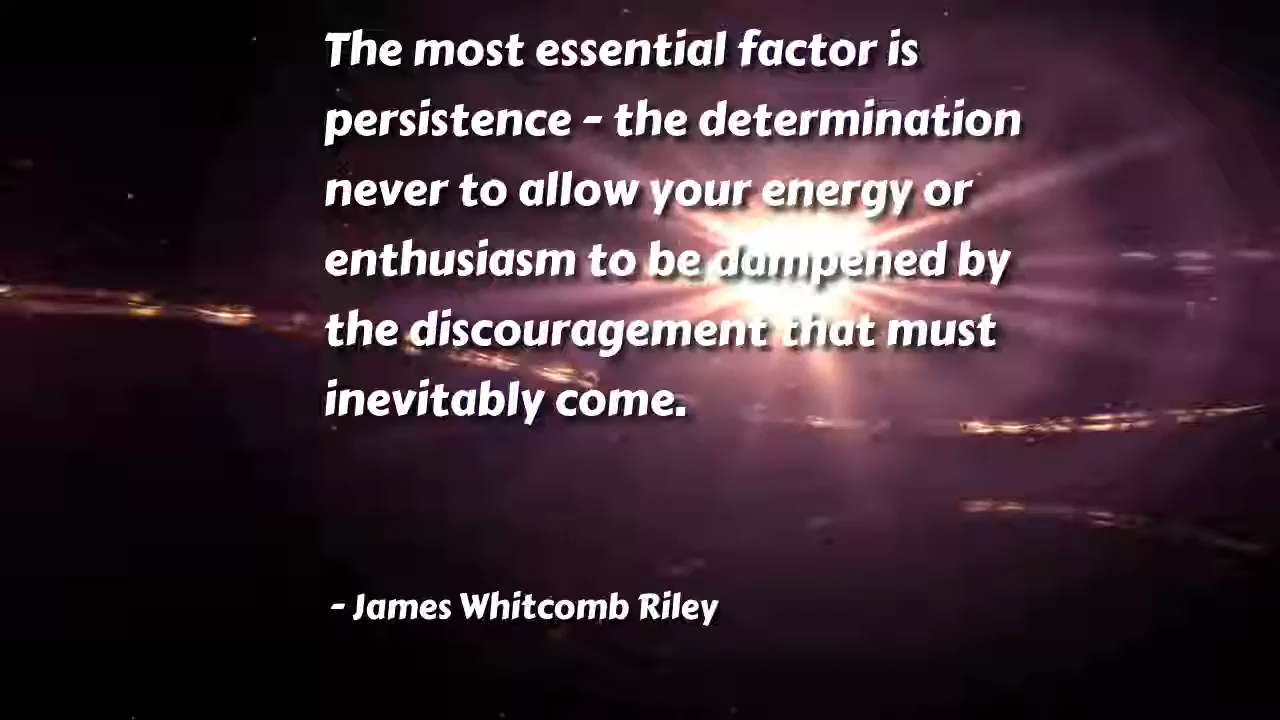 The most essential factor is
persistence - the determination
never to allow your energy or
enthusiasm to be dampened by
the discouragement that must
inevitably come.
- James Whitcomb Riley